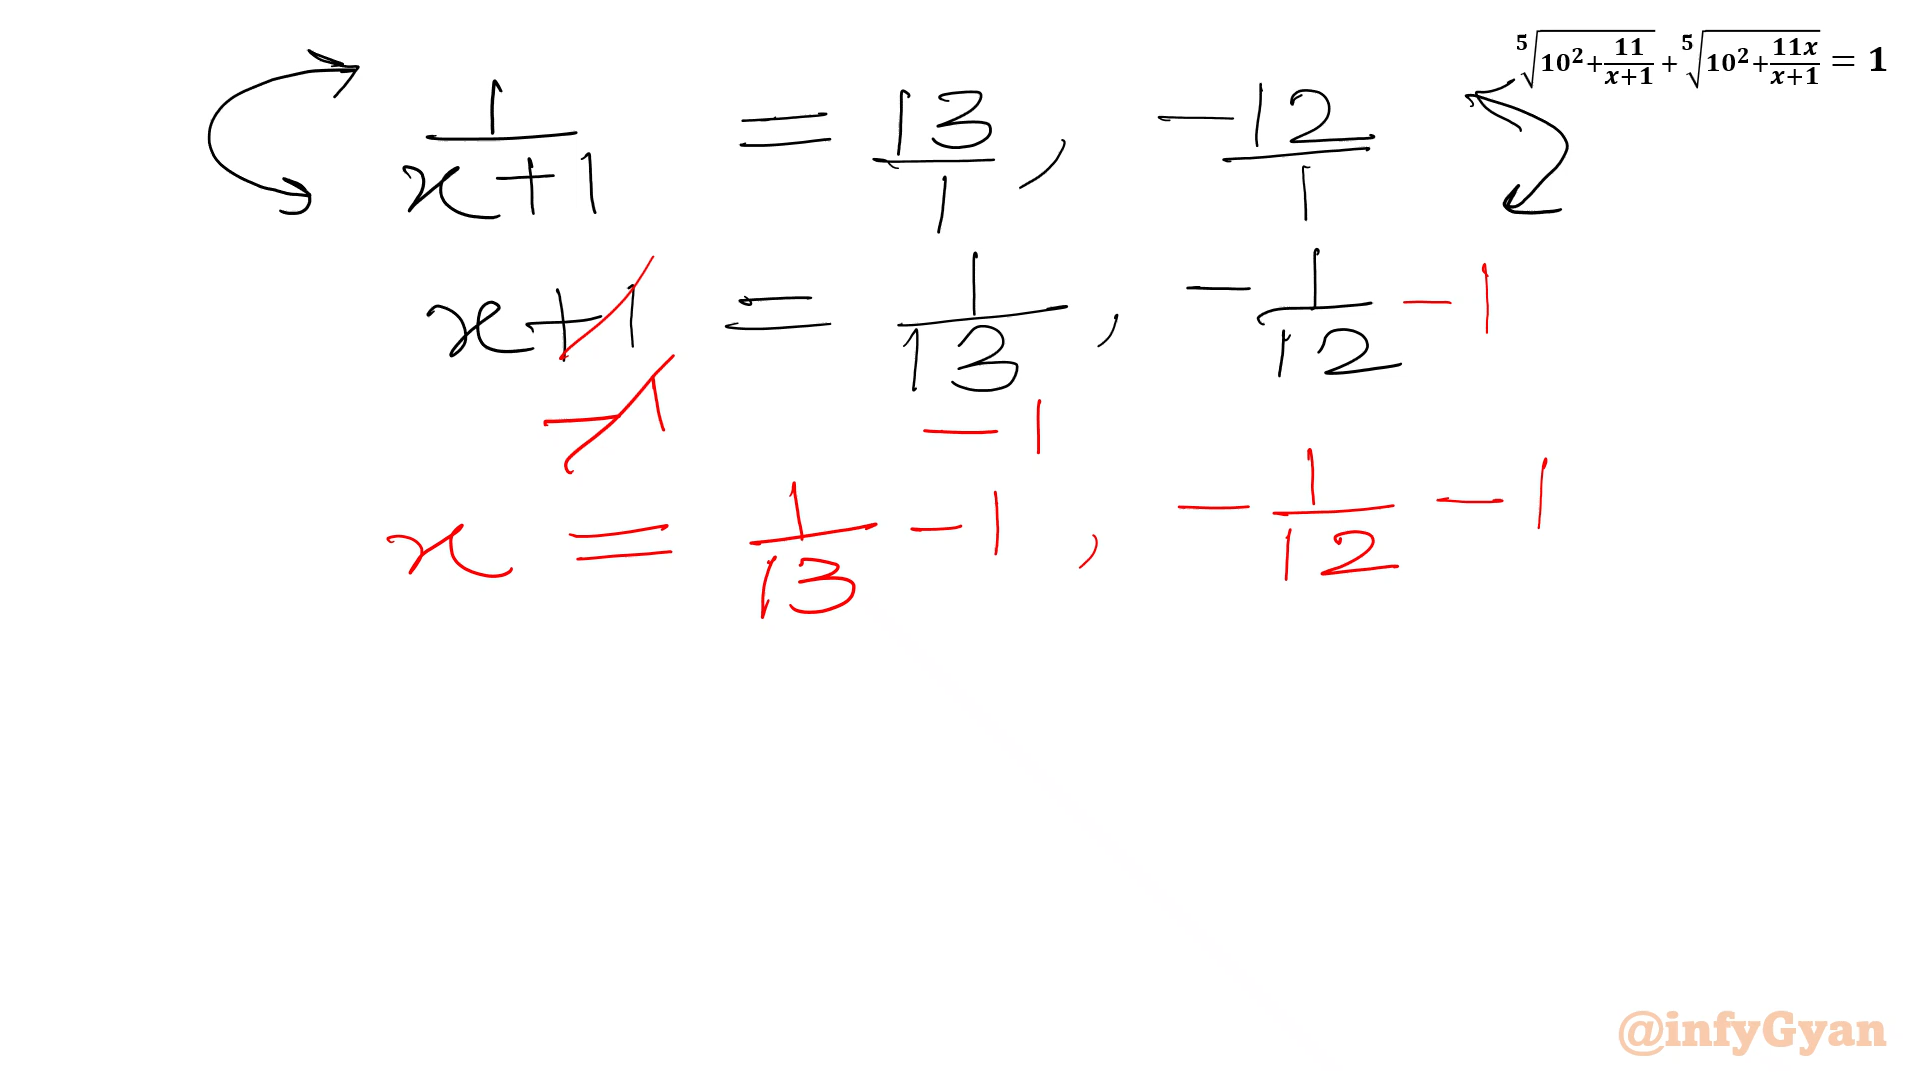 ⁵√(10²+11/(x+1)) + ⁵√(10²+11x/(x+1)) = 1
1/(x+1) = 13/1 , -12/1
x+1 = 1/13 , -1/12 -1
-1 -1
x = 1/13 -1 , -1/12 -1
@infyGyan